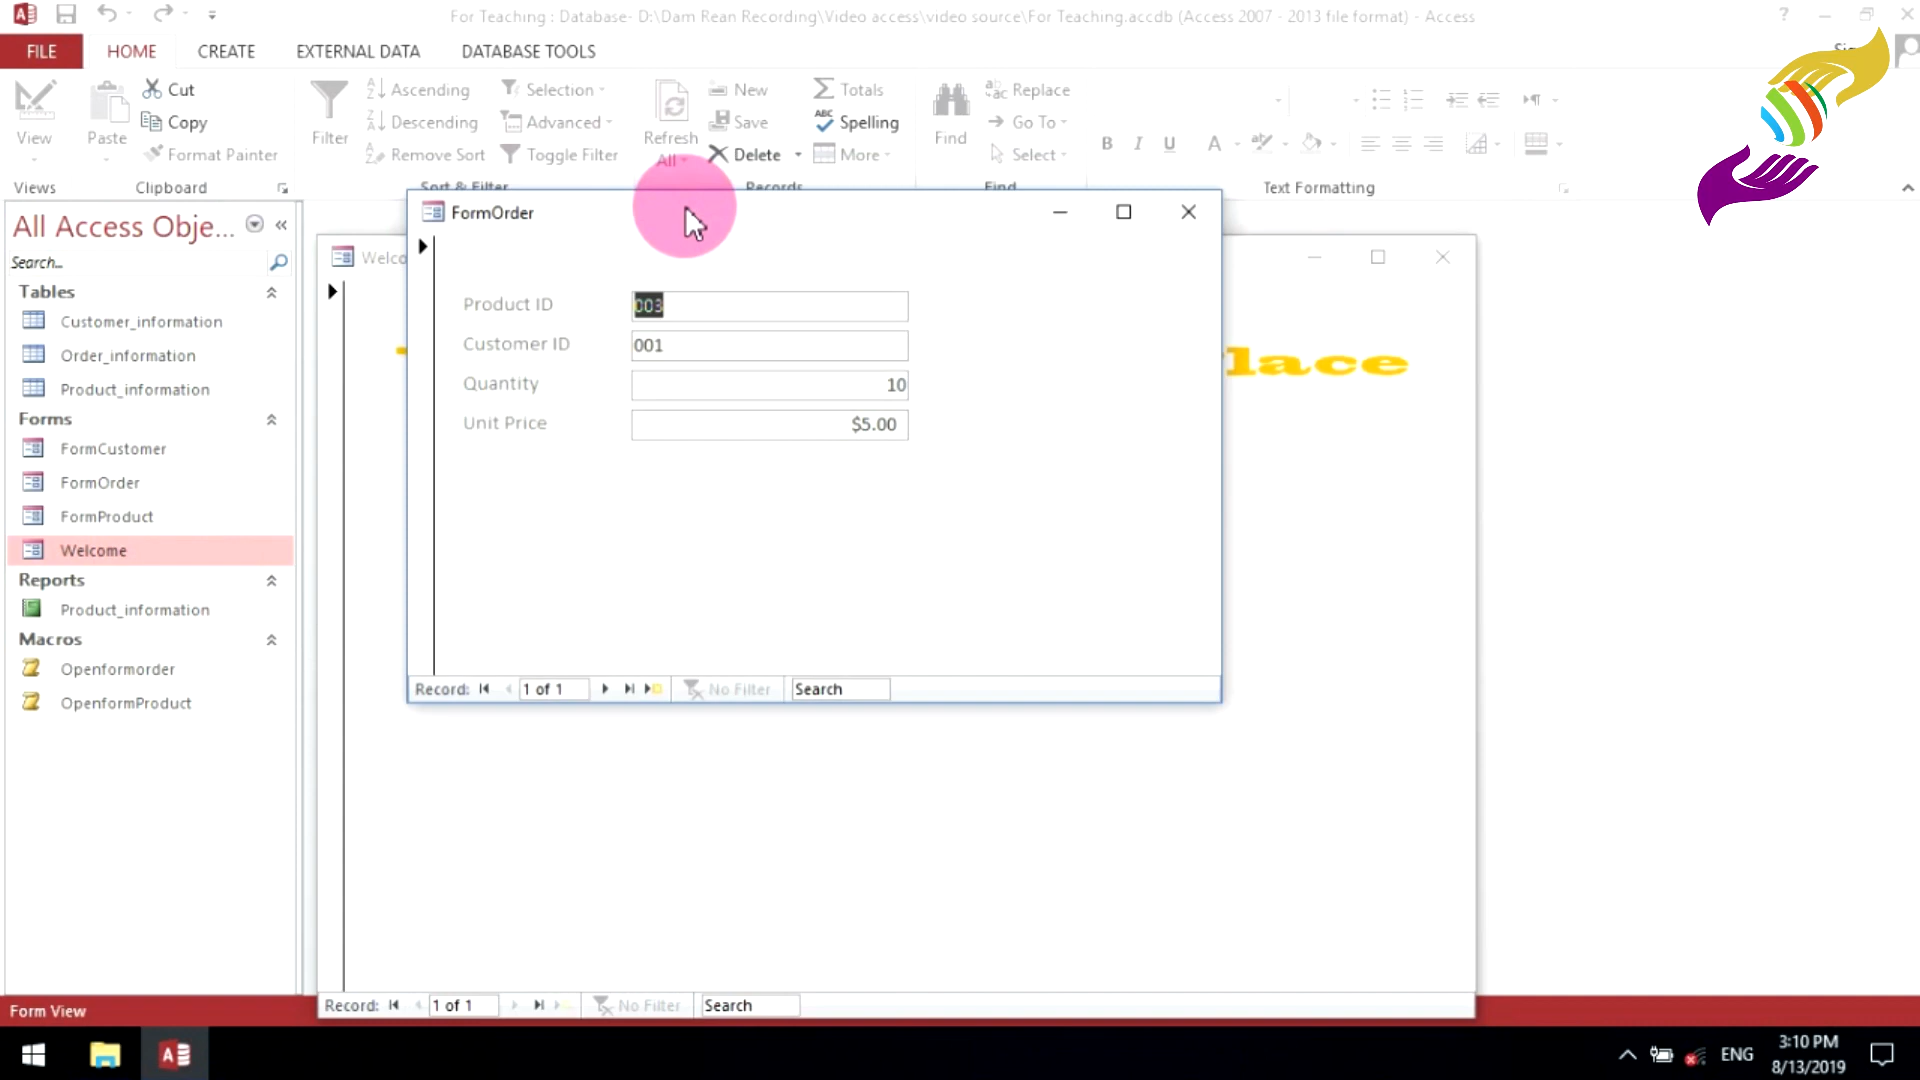 For Teaching : Database- D:\Dam Rean Recording\Video access\video source\For Teaching.accdb (Access 2007 - 2013 file format) - Access
FILE HOME CREATE EXTERNAL DATA DATABASE TOOLS
View
Paste
Cut
Copy
Format Painter
Filter
Ascending
Descending
Remove Sort
Selection
Advanced
Toggle Filter
Refresh
All
New
Save
Delete
Totals
Spelling
More
Find
Replace
Go To
Select
B I U A
Views Clipboard Sort & Filter Records Find Text Formatting
All Access Obje...
Search...
Tables
Customer_information
Order_information
Product_information
Forms
FormCustomer
FormOrder
FormProduct
Welcome
Reports
Product_information
Macros
Openformorder
OpenformProduct
Welco
lace
FormOrder
Product ID 003
Customer ID 001
Quantity 10
Unit Price $5.00
Record: 1 of 1 No Filter Search
Record: 1 of 1 No Filter Search
Form View
ENG
3:10 PM
8/13/2019